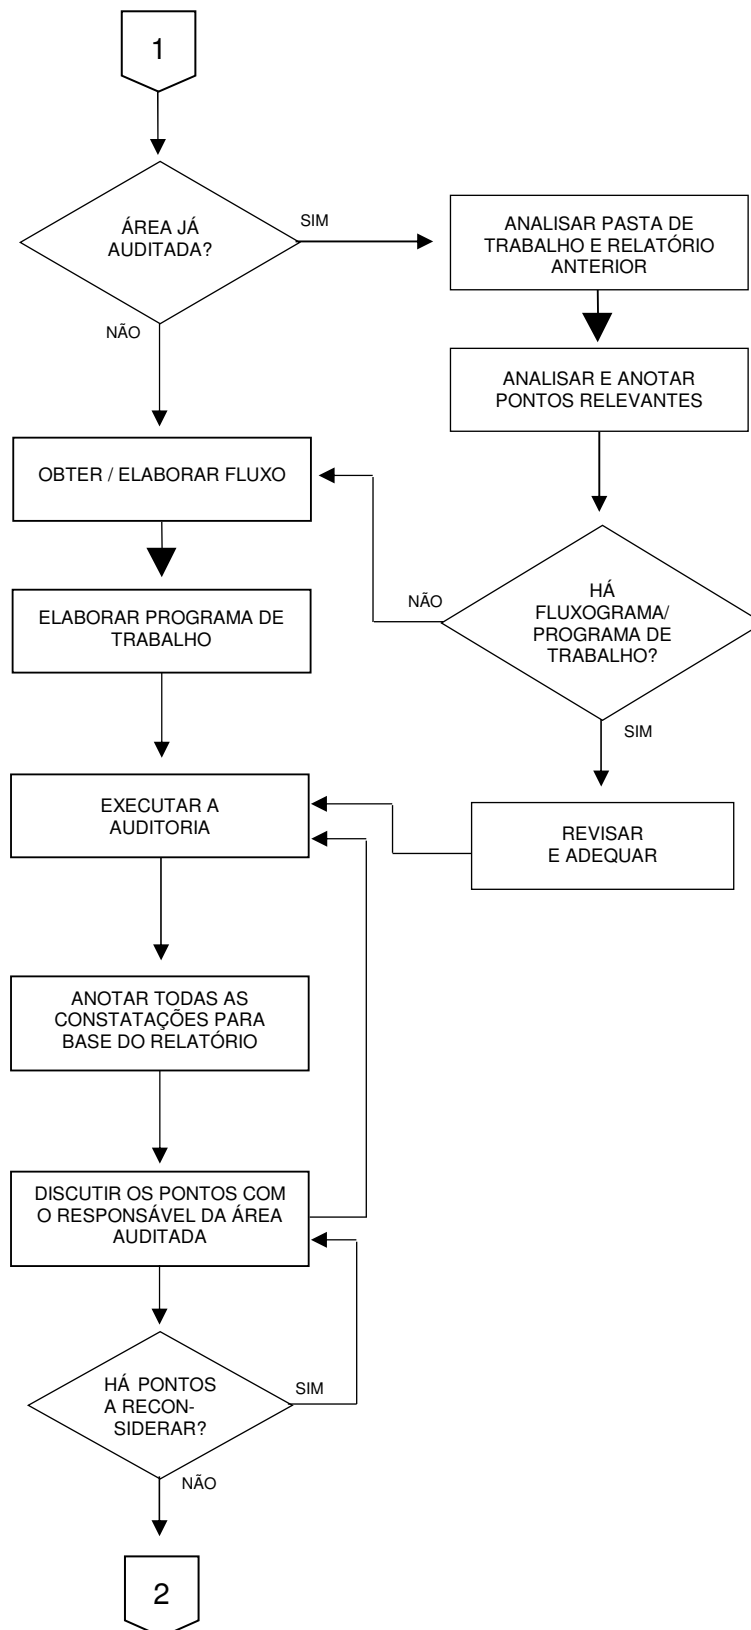 1
ÁREA JÁ
AUDITADA?
SIM
ANALISAR PASTA DE
TRABALHO E RELATÓRIO
ANTERIOR
NÃO
ANALISAR E ANOTAR
PONTOS RELEVANTES
OBTER / ELABORAR FLUXO
HÁ
FLUXOGRAMA/
PROGRAMA DE
TRABALHO?
NÃO
ELABORAR PROGRAMA DE
TRABALHO
SIM
EXECUTAR A
AUDITORIA
REVISAR
E ADEQUAR
ANOTAR TODAS AS
CONSTATAÇÕES PARA
BASE DO RELATÓRIO
DISCUTIR OS PONTOS COM
O RESPONSÁVEL DA ÁREA
AUDITADA
HÁ PONTOS
A RECON-
SIDERAR?
SIM
NÃO
2